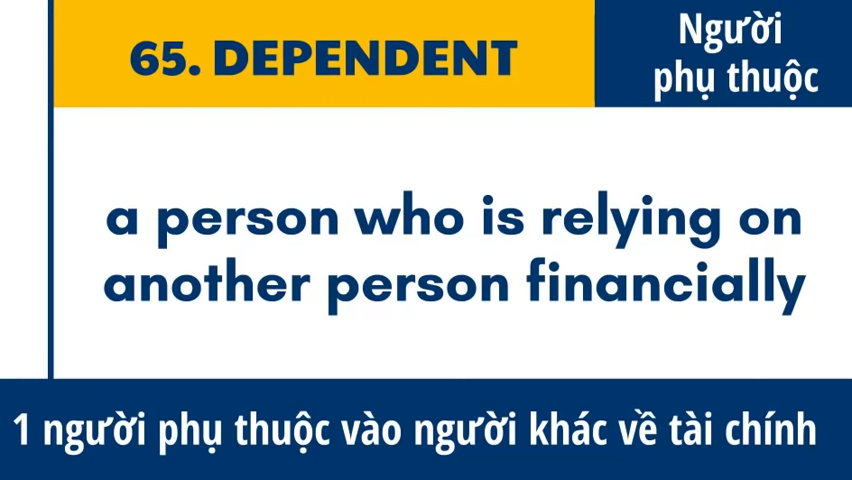 65. DEPENDENT
Người
phụ thuộc
a person who is relying on
another person financially
1 người phụ thuộc vào người khác về tài chính